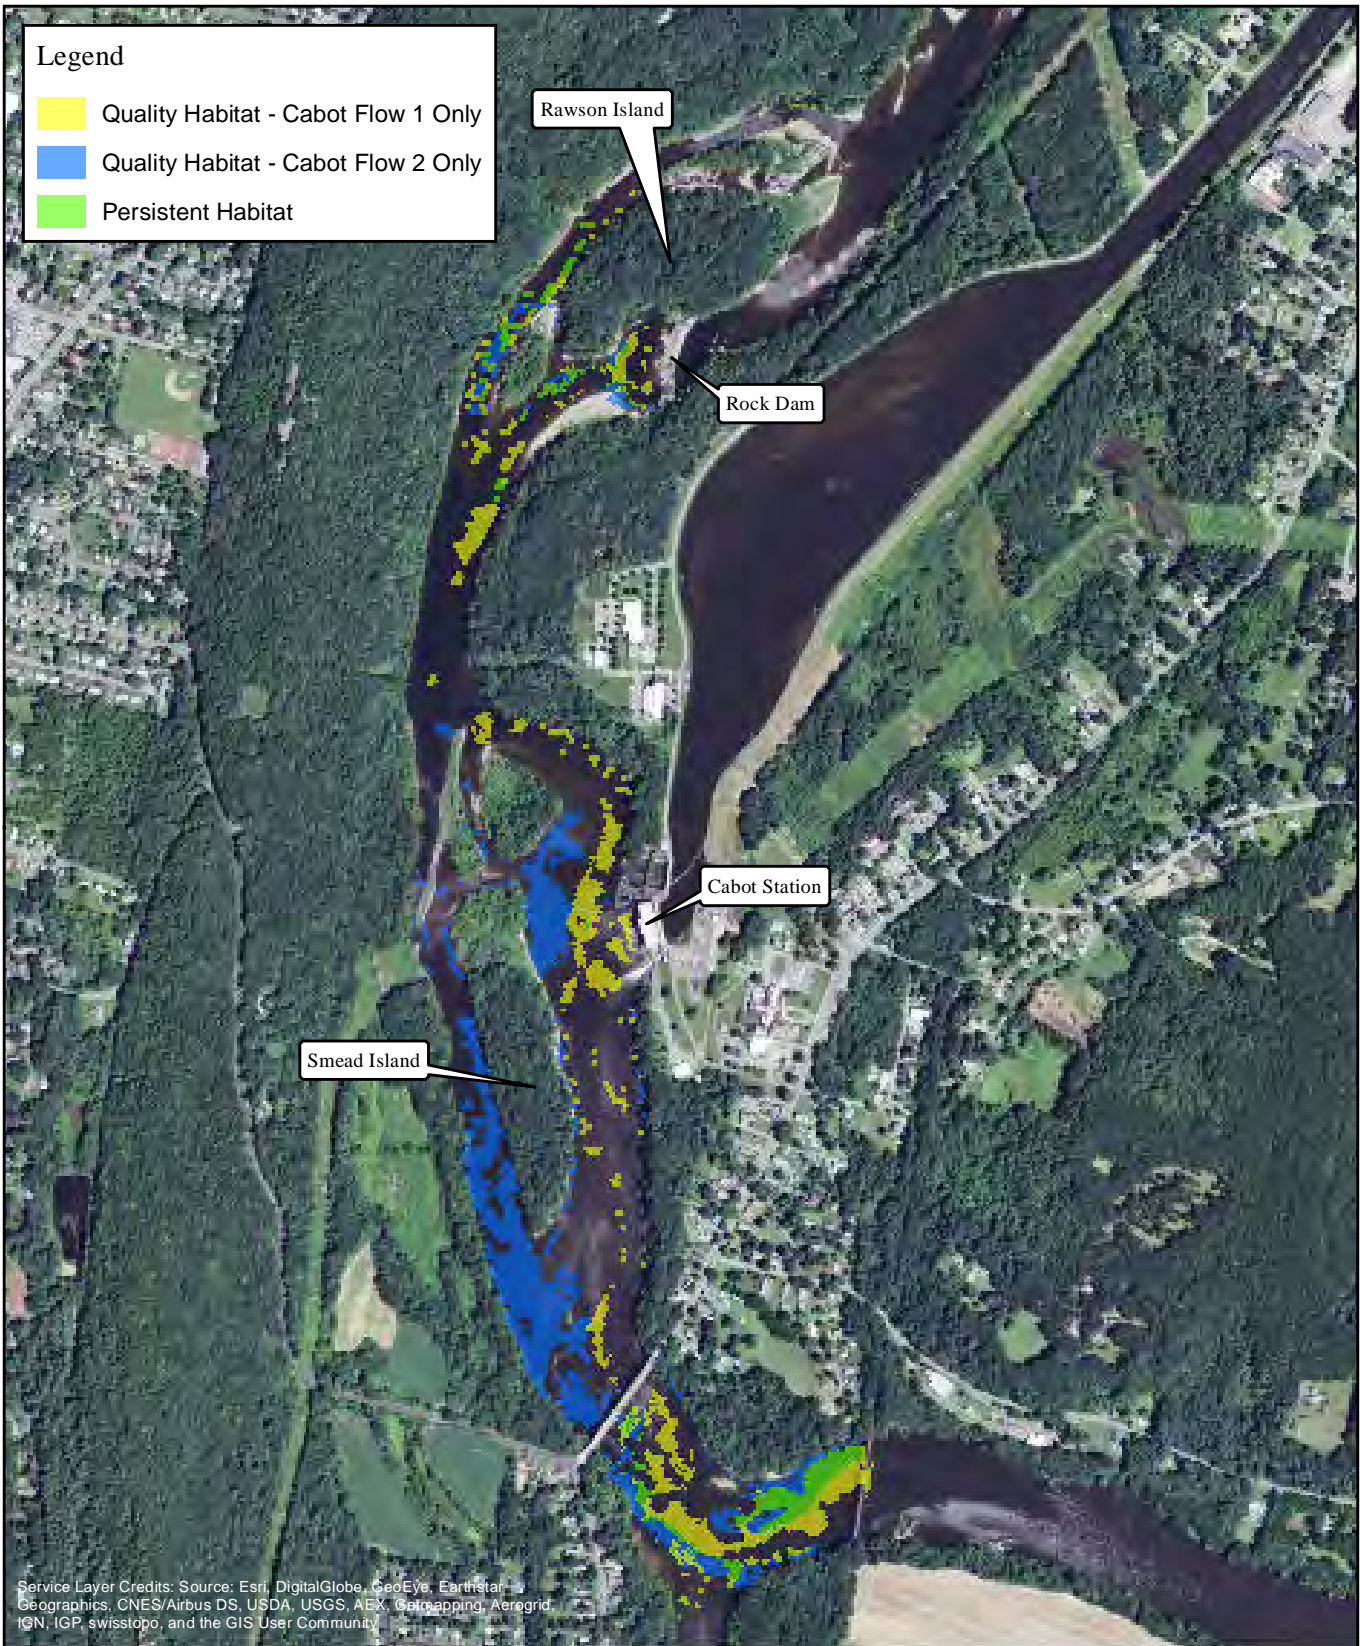 Legend
Quality Habitat - Cabot Flow 1 Only
Quality Habitat - Cabot Flow 2 Only
Persistent Habitat
Rawson Island
Rock Dam
Cabot Station
Smead Island
Service Layer Credits: Source: Esri, DigitalGlobe, GeoEye, Earthstar
Geographics, CNES/Airbus DS, USDA, USGS, AEX, Getmapping, Aerogrid,
IGN, IGP, swisstopo, and the GIS User Community